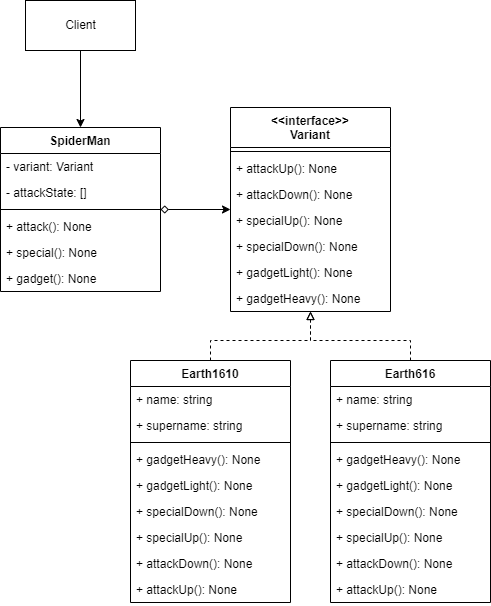 Client
SpiderMan
- variant: Variant
- attackState: []
+ attack(): None
+ special(): None
+ gadget(): None
<<interface>>
Variant
+ attackUp(): None
+ attackDown(): None
+ specialUp(): None
+ specialDown(): None
+ gadgetLight(): None
+ gadgetHeavy(): None
Earth1610
+ name: string
+ supername: string
+ gadgetHeavy(): None
+ gadgetLight(): None
+ specialDown(): None
+ specialUp(): None
+ attackDown(): None
+ attackUp(): None
Earth616
+ name: string
+ supername: string
+ gadgetHeavy(): None
+ gadgetLight(): None
+ specialDown(): None
+ specialUp(): None
+ attackDown(): None
+ attackUp(): None